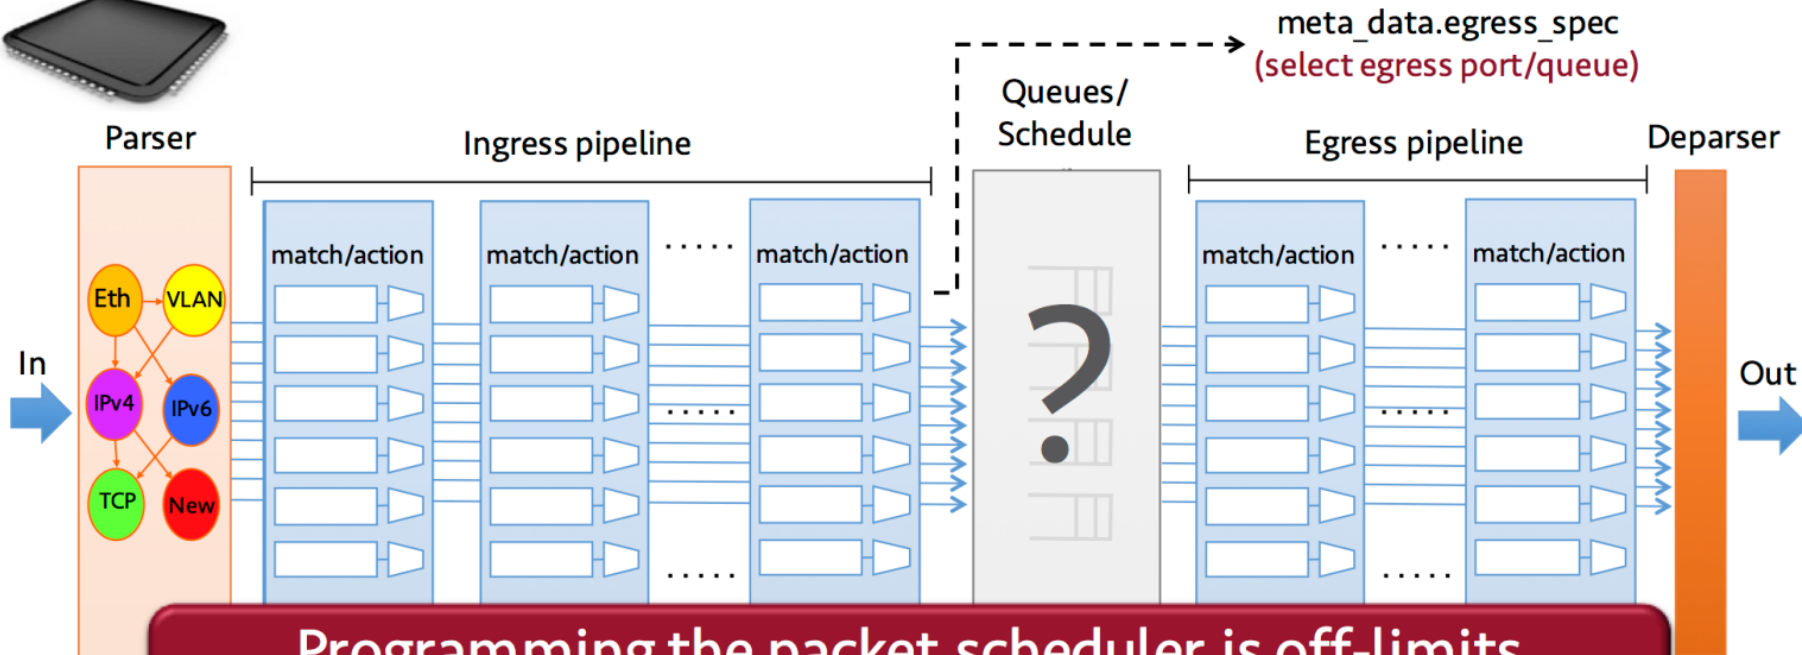 meta_data.egress_spec
(select egress port/queue)
Queues/
Schedule
Parser
Ingress pipeline
Egress pipeline
Deparser
match/action
match/action
.....
match/action
match/action
.....
match/action
Eth
VLAN
In
IPv4
IPv6
.....
?
.....
Out
TCP
New
.....
.....
Programming the packet scheduler is off-limits